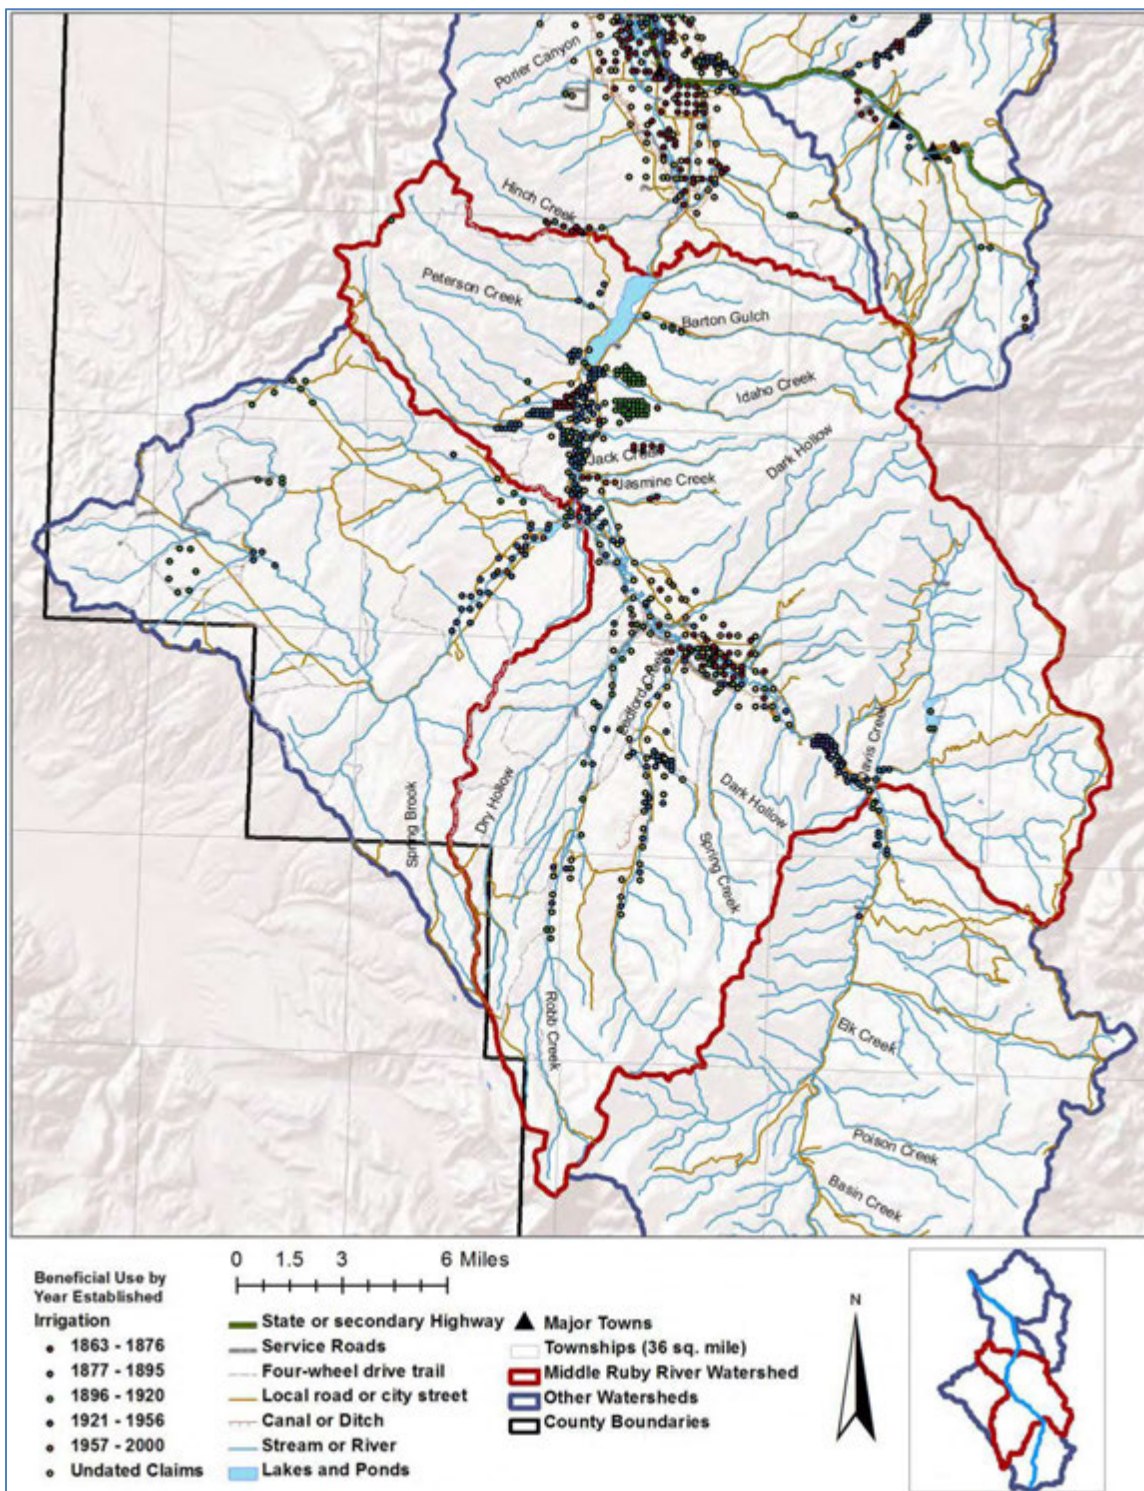 Porier Canyon
Hinch Creek
Peterson Creek
Barton Gulch
Idaho Creek
Dark Hollow
Jack Creek
Jasmine Creek
Ledford Creek
Davis Creek
Dark Hollow
Dry Hollow
Spring Brook
Spring Creek
Robb Creek
Elk Creek
Poison Creek
Basin Creek
Beneficial Use by
Year Established
Irrigation
1863 - 1876
1877 - 1895
1896 - 1920
1921 - 1956
1957 - 2000
Undated Claims
0 1.5 3 6 Miles
State or secondary Highway
Service Roads
Four-wheel drive trail
Local road or city street
Canal or Ditch
Stream or River
Lakes and Ponds
Major Towns
Townships (36 sq. mile)
Middle Ruby River Watershed
Other Watersheds
County Boundaries
N